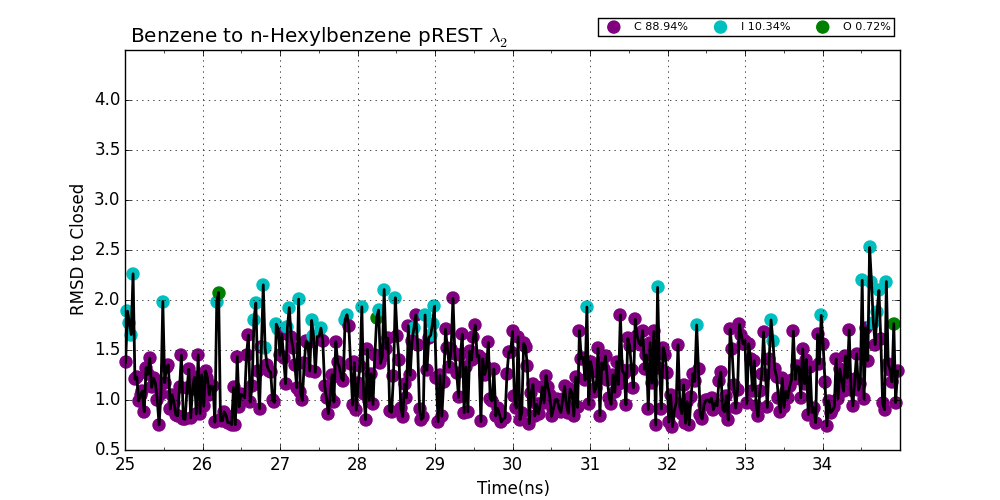 Benzene to n-Hexylbenzene pREST λ₂
C 88.94% I 10.34% O 0.72%
RMSD to Closed
4.0
3.5
3.0
2.5
2.0
1.5
1.0
0.5
25 26 27 28 29 30 31 32 33 34
Time(ns)